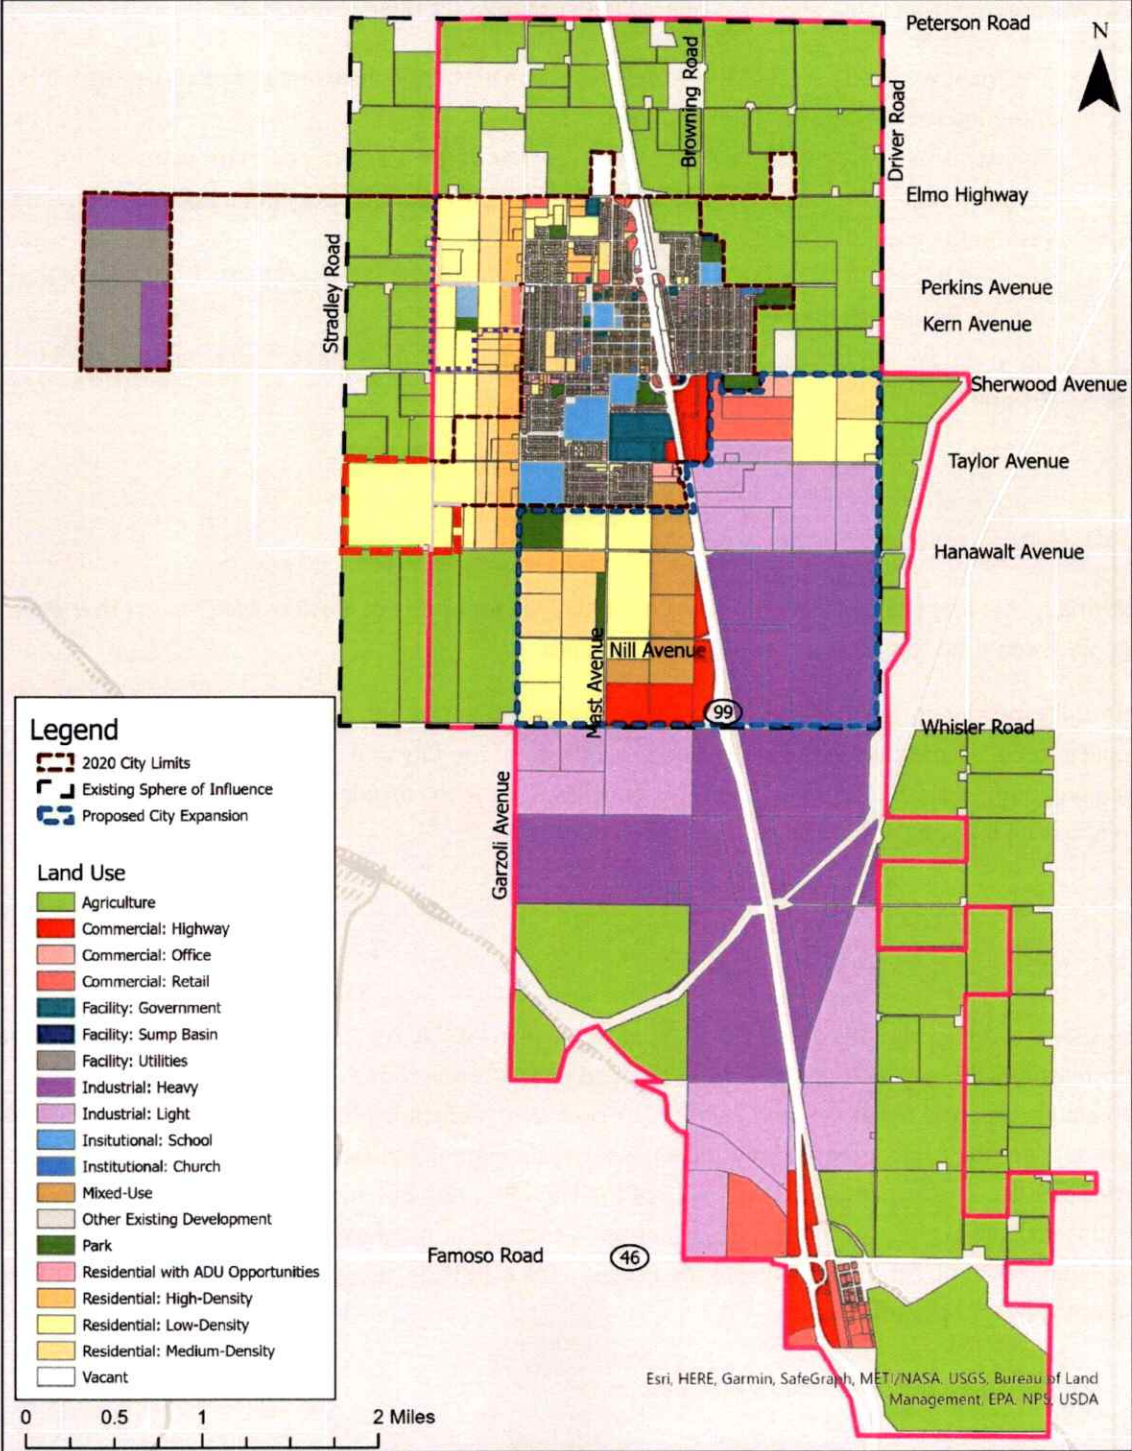 Peterson Road
N
Browning Road
Driver Road
Elmo Highway
Stradley Road
Perkins Avenue
Kern Avenue
Sherwood Avenue
Taylor Avenue
Hanawalt Avenue
Mast Avenue
Nill Avenue
99
Whisler Road
Garzoli Avenue
Legend
2020 City Limits
Existing Sphere of Influence
Proposed City Expansion
Land Use
Agriculture
Commercial: Highway
Commercial: Office
Commercial: Retail
Facility: Government
Facility: Sump Basin
Facility: Utilities
Industrial: Heavy
Industrial: Light
Insitutional: School
Institutional: Church
Mixed-Use
Other Existing Development
Park
Residential with ADU Opportunities
Residential: High-Density
Residential: Low-Density
Residential: Medium-Density
Vacant
Famoso Road
46
Esri, HERE, Garmin, SafeGraph, METI/NASA, USGS, Bureau of Land
Management, EPA, NPS, USDA
0 0.5 1 2 Miles